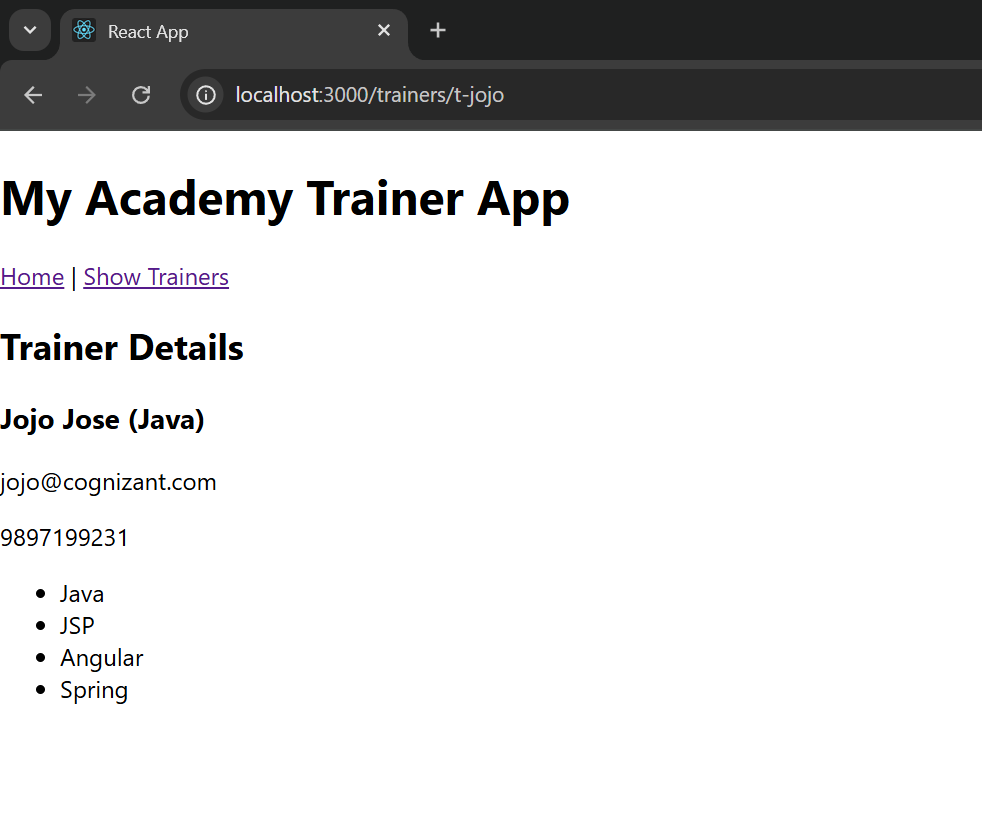 React App
localhost:3000/trainers/t-jojo
My Academy Trainer App
Home | Show Trainers
Trainer Details
Jojo Jose (Java)
jojo@cognizant.com
9897199231
Java
JSP
Angular
Spring